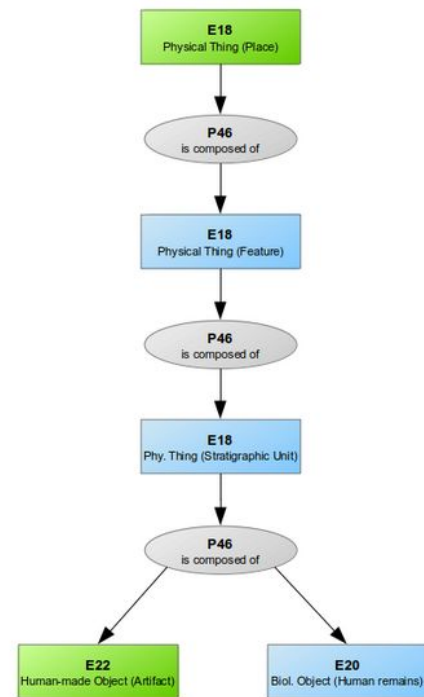 E18
Physical Thing (Place)
P46
is composed of
E18
Physical Thing (Feature)
P46
is composed of
E18
Phy. Thing (Stratigraphic Unit)
P46
is composed of
E22
Human-made Object (Artifact)
E20
Biol. Object (Human remains)